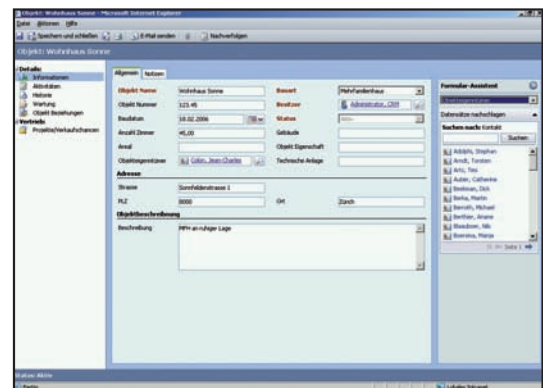 Objekt: Wohnhaus Sonne - Microsoft Internet Explorer
Datei Aktionen Hilfe
Speichern und schließen E-Mail senden Nachverfolgen
Objekt: Wohnhaus Sonne
Details:
Informationen
Aktivitäten
Historie
Wartung
Objekt Beziehungen
Vertrieb:
Projekte/Verkaufschancen
Allgemein Notizen
Objekt Name Wohnhaus Sonne Bauart Mehrfamilienhaus
Objekt Nummer 123.45 Besitzer Administrator, CRM
Baudatum 18.02.2006 Status
Anzahl Zimmer 45,00 Gebäude
Areal Objekt Eigenschaft
Objekteigentümer Colon, Jean-Charles Technische Anlage
Adresse
Strasse Sonnfeldenstrasse 1
PLZ 8000 Ort Zürich
Objektbeschreibung
Beschreibung MFH an ruhiger Lage
Formular-Assistent
Objekteigentümer
Datensätze nachschlagen
Suchen nach: Kontakt
Suchen
Adolphi, Stephan
Arndt, Torsten
Artz, Tess
Auber, Catherine
Beekman, Dick
Berka, Martin
Berroth, Michael
Berthier, Ariane
Seite 1
Status: Aktiv
Fertig Lokales Intranet